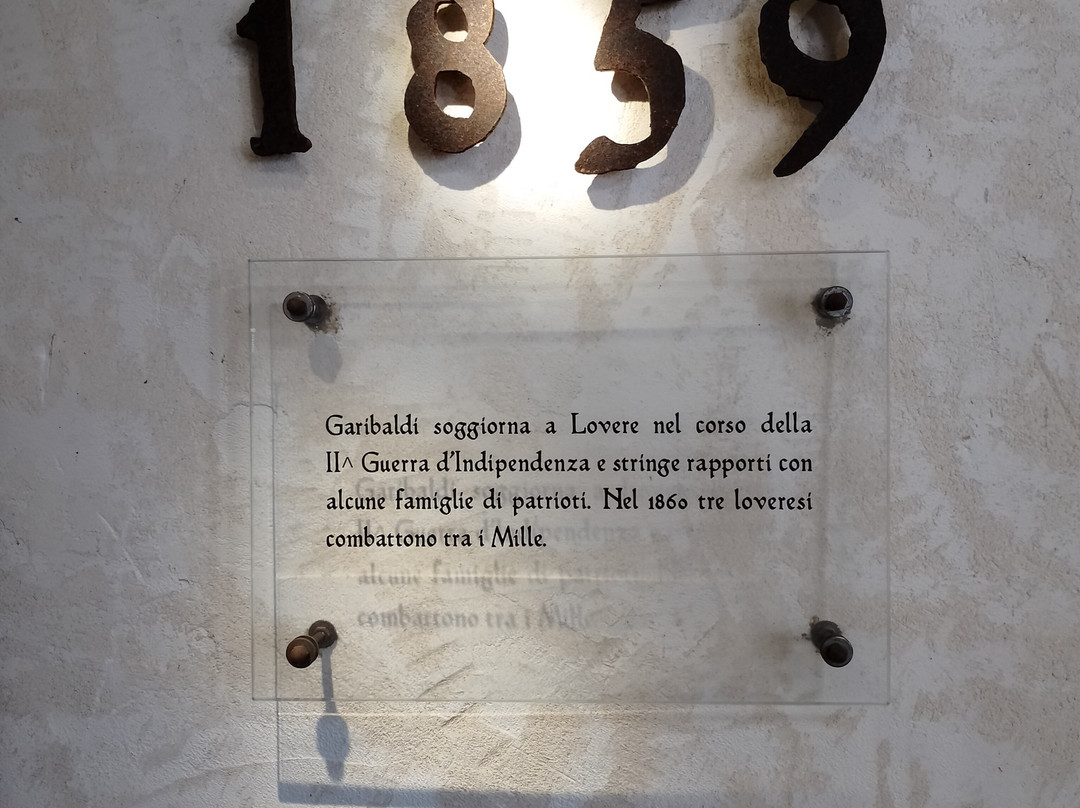 1859
Garibaldi soggiorna a Lovere nel corso della
II^ Guerra d'Indipendenza e stringe rapporti con
alcune famiglie di patrioti. Nel 1860 tre loveresi
combattono tra i Mille.